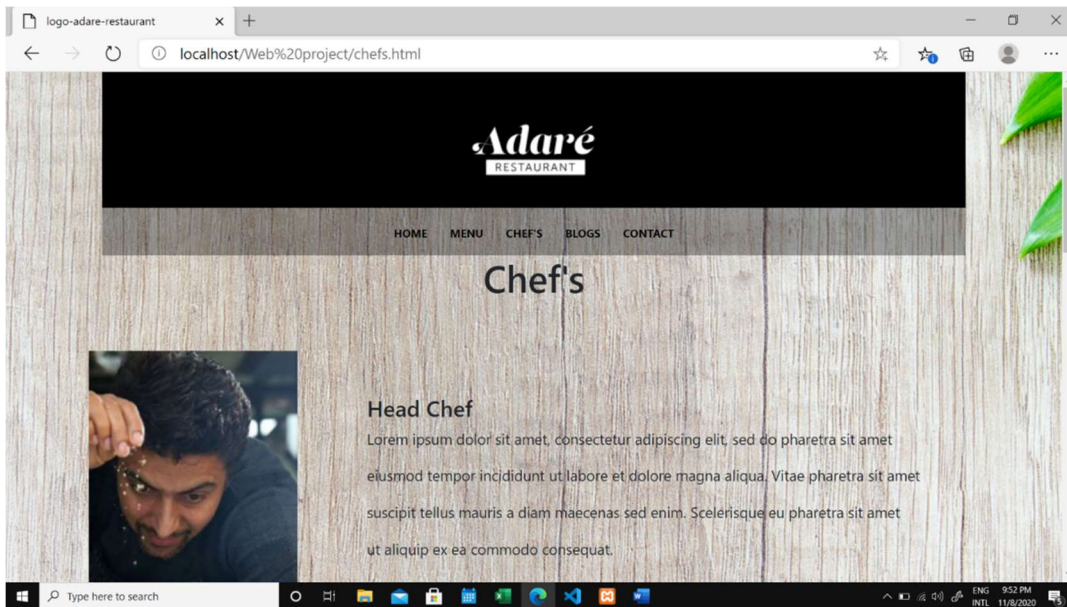 logo-adare-restaurant
localhost/Web%20project/chefs.html
Adaré
RESTAURANT
HOME MENU CHEF'S BLOGS CONTACT
Chef's
Head Chef
Lorem ipsum dolor sit amet, consectetur adipiscing elit, sed do pharetra sit amet
eiusmod tempor incididunt ut labore et dolore magna aliqua. Vitae pharetra sit amet
suscipit tellus mauris a diam maecenas sed enim. Scelerisque eu pharetra sit amet
ut aliquip ex ea commodo consequat.
Type here to search
ENG 9:52 PM
INTL 11/8/2020